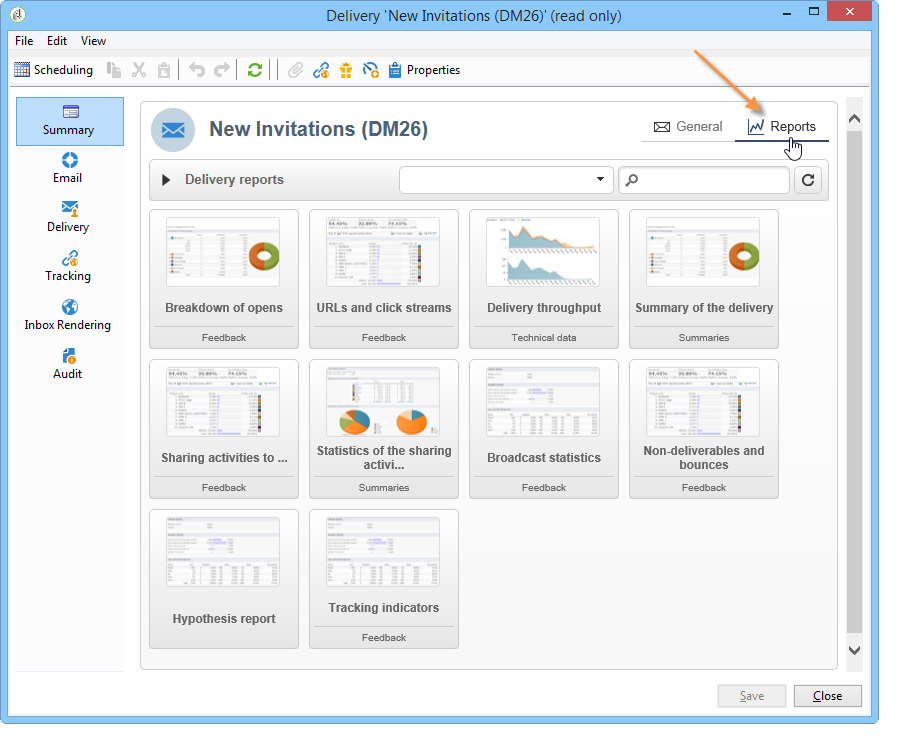 Delivery 'New Invitations (DM26)' (read only)
File Edit View
Scheduling Properties
Summary
Email
Delivery
Tracking
Inbox Rendering
Audit
New Invitations (DM26)
General Reports
Delivery reports
Breakdown of opens
Feedback
URLs and click streams
Feedback
Delivery throughput
Technical data
Summary of the delivery
Summaries
Sharing activities to ...
Feedback
Statistics of the sharing
activi...
Summaries
Broadcast statistics
Feedback
Non-deliverables and
bounces
Feedback
Hypothesis report
Tracking indicators
Feedback
Save Close